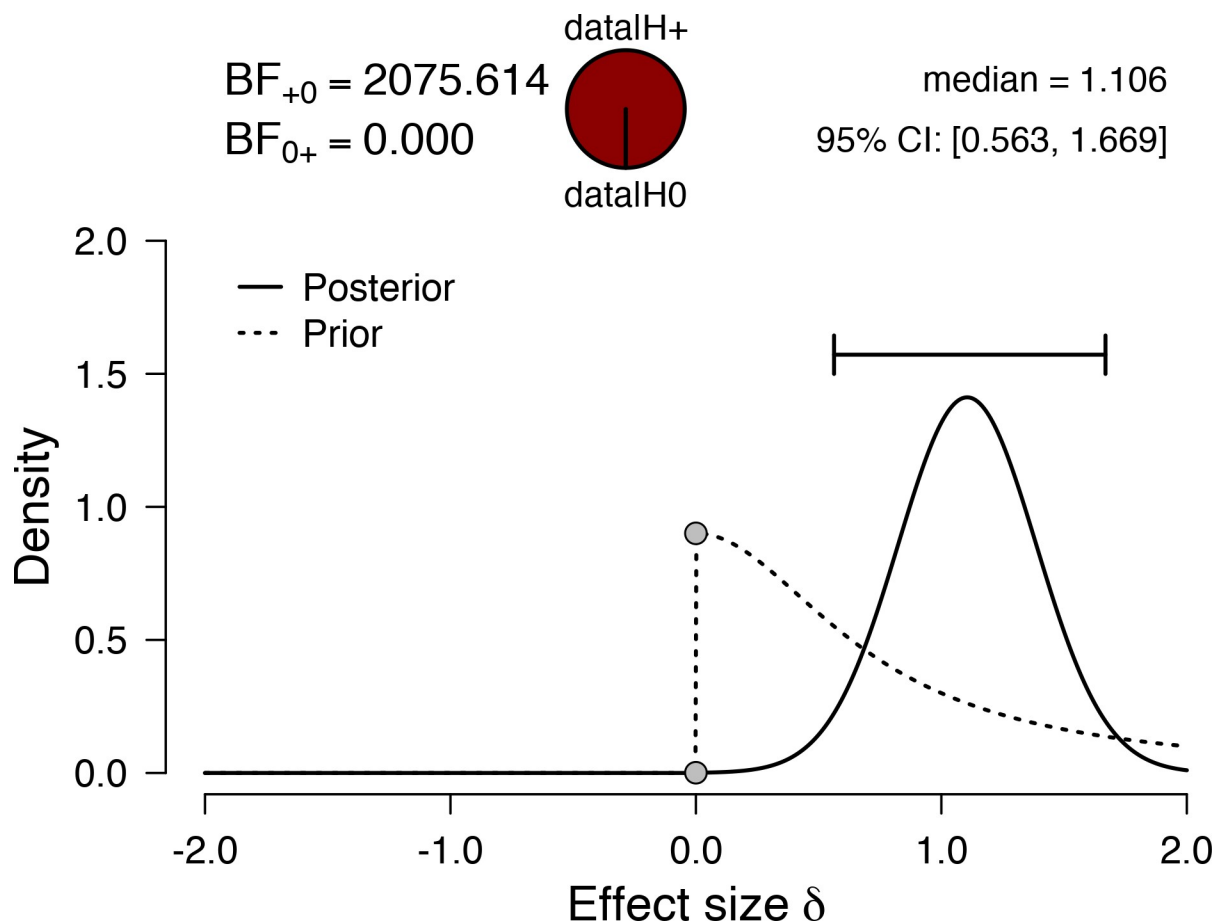 data|H+
BF+0 = 2075.614
BF0+ = 0.000
data|H0
median = 1.106
95% CI: [0.563, 1.669]
Posterior
Prior
Density
2.0
1.5
1.0
0.5
0.0
-2.0 -1.0 0.0 1.0 2.0
Effect size δ